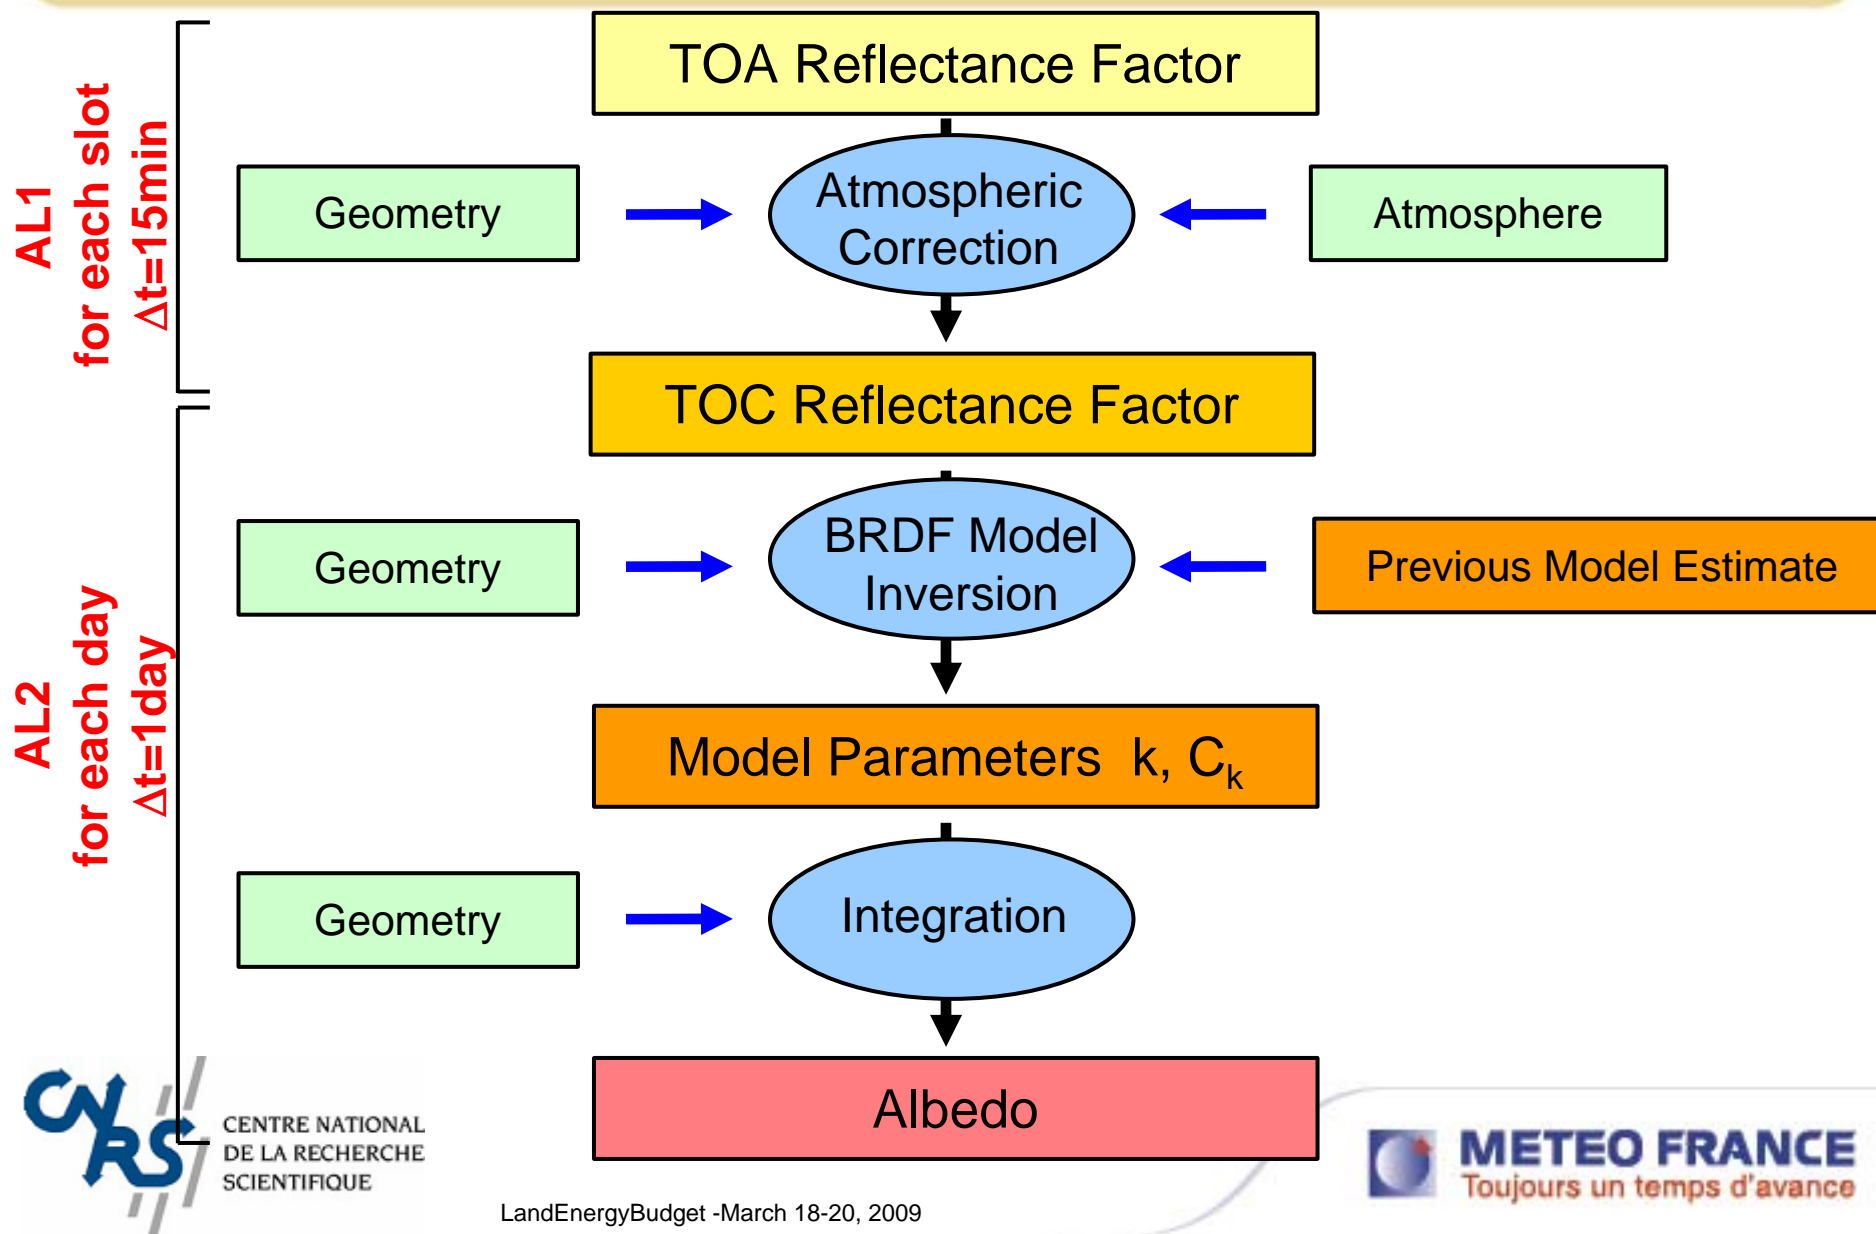 TOA Reflectance Factor
AL1
for each slot
Δt=15min
Geometry
Atmospheric
Correction
Atmosphere
TOC Reflectance Factor
AL2
for each day
Δt=1day
Geometry
BRDF Model
Inversion
Previous Model Estimate
Model Parameters k, Ck
Geometry
Integration
Albedo
CNRS
CENTRE NATIONAL
DE LA RECHERCHE
SCIENTIFIQUE
METEO FRANCE
Toujours un temps d'avance
LandEnergyBudget -March 18-20, 2009